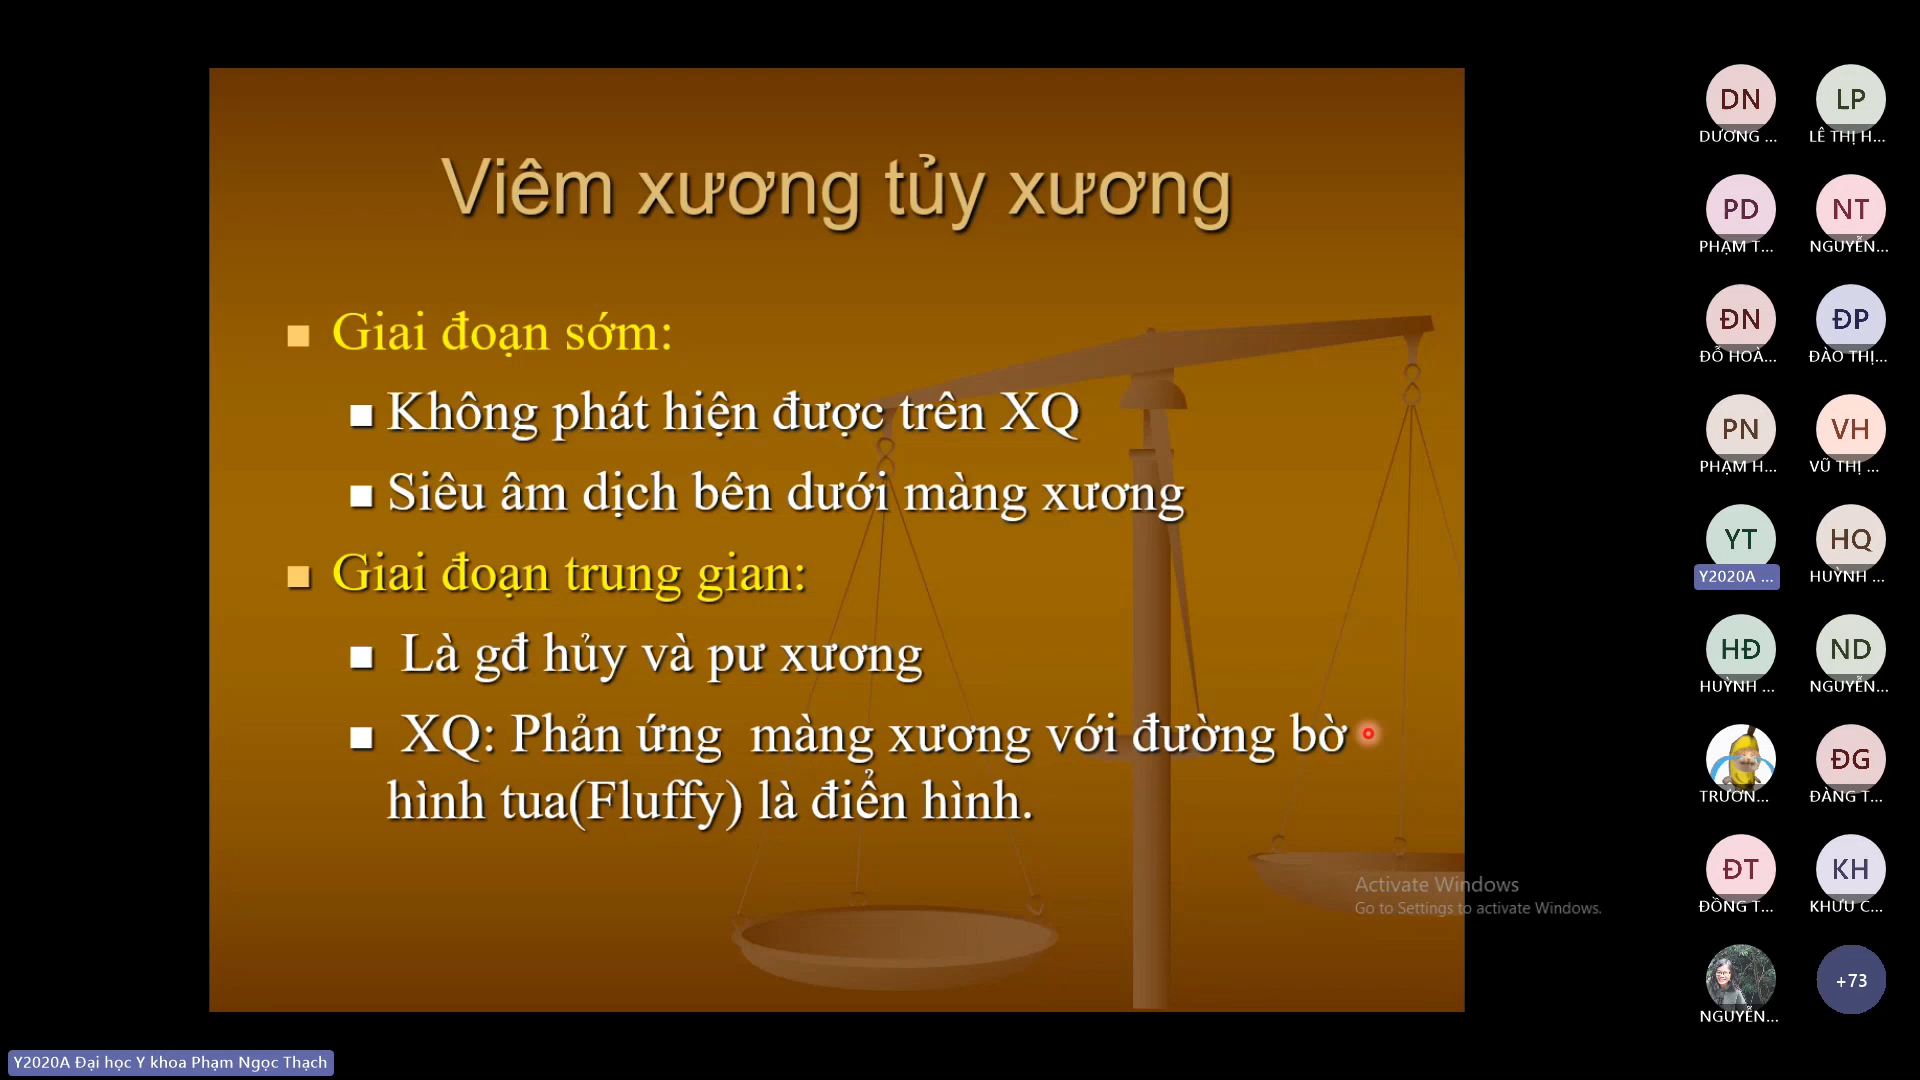 Viêm xương tủy xương
Giai đoạn sớm:
Không phát hiện được trên XQ
Siêu âm dịch bên dưới màng xương
Giai đoạn trung gian:
Là gđ hủy và pư xương
XQ: Phản ứng màng xương với đường bờ
hình tua(Fluffy) là điển hình.
Activate Windows
Go to Settings to activate Windows.
DN LP
DƯƠNG ... LÊ THỊ H...
PD NT
PHẠM T... NGUYỄN...
ĐN ĐP
ĐỖ HOÀ... ĐÀO THỊ...
PN VH
PHẠM H... VŨ THỊ ...
YT HQ
Y2020A ... HUỲNH ...
HĐ ND
HUỲNH ... NGUYỄN...
ĐG
TRƯƠN... ĐÀNG T...
ĐT KH
ĐỒNG T... KHƯU C...
+73
NGUYỄN...
Y2020A Đại học Y khoa Phạm Ngọc Thạch